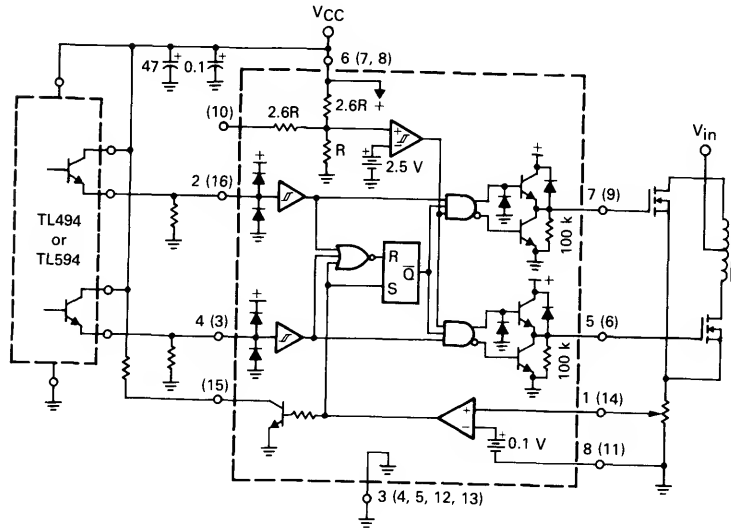 VCC
6 (7, 8)
47
+
0.1
+
+
2.6R
(10)
2.6R
R
+
−
+
2.5 V
Vin
2 (16)
+
+
7 (9)
100 k
TL494
or
TL594
R
Q
S
4 (3)
+
+
5 (6)
100 k
(15)
1 (14)
+
−
+
0.1 V
8 (11)
3 (4, 5, 12, 13)